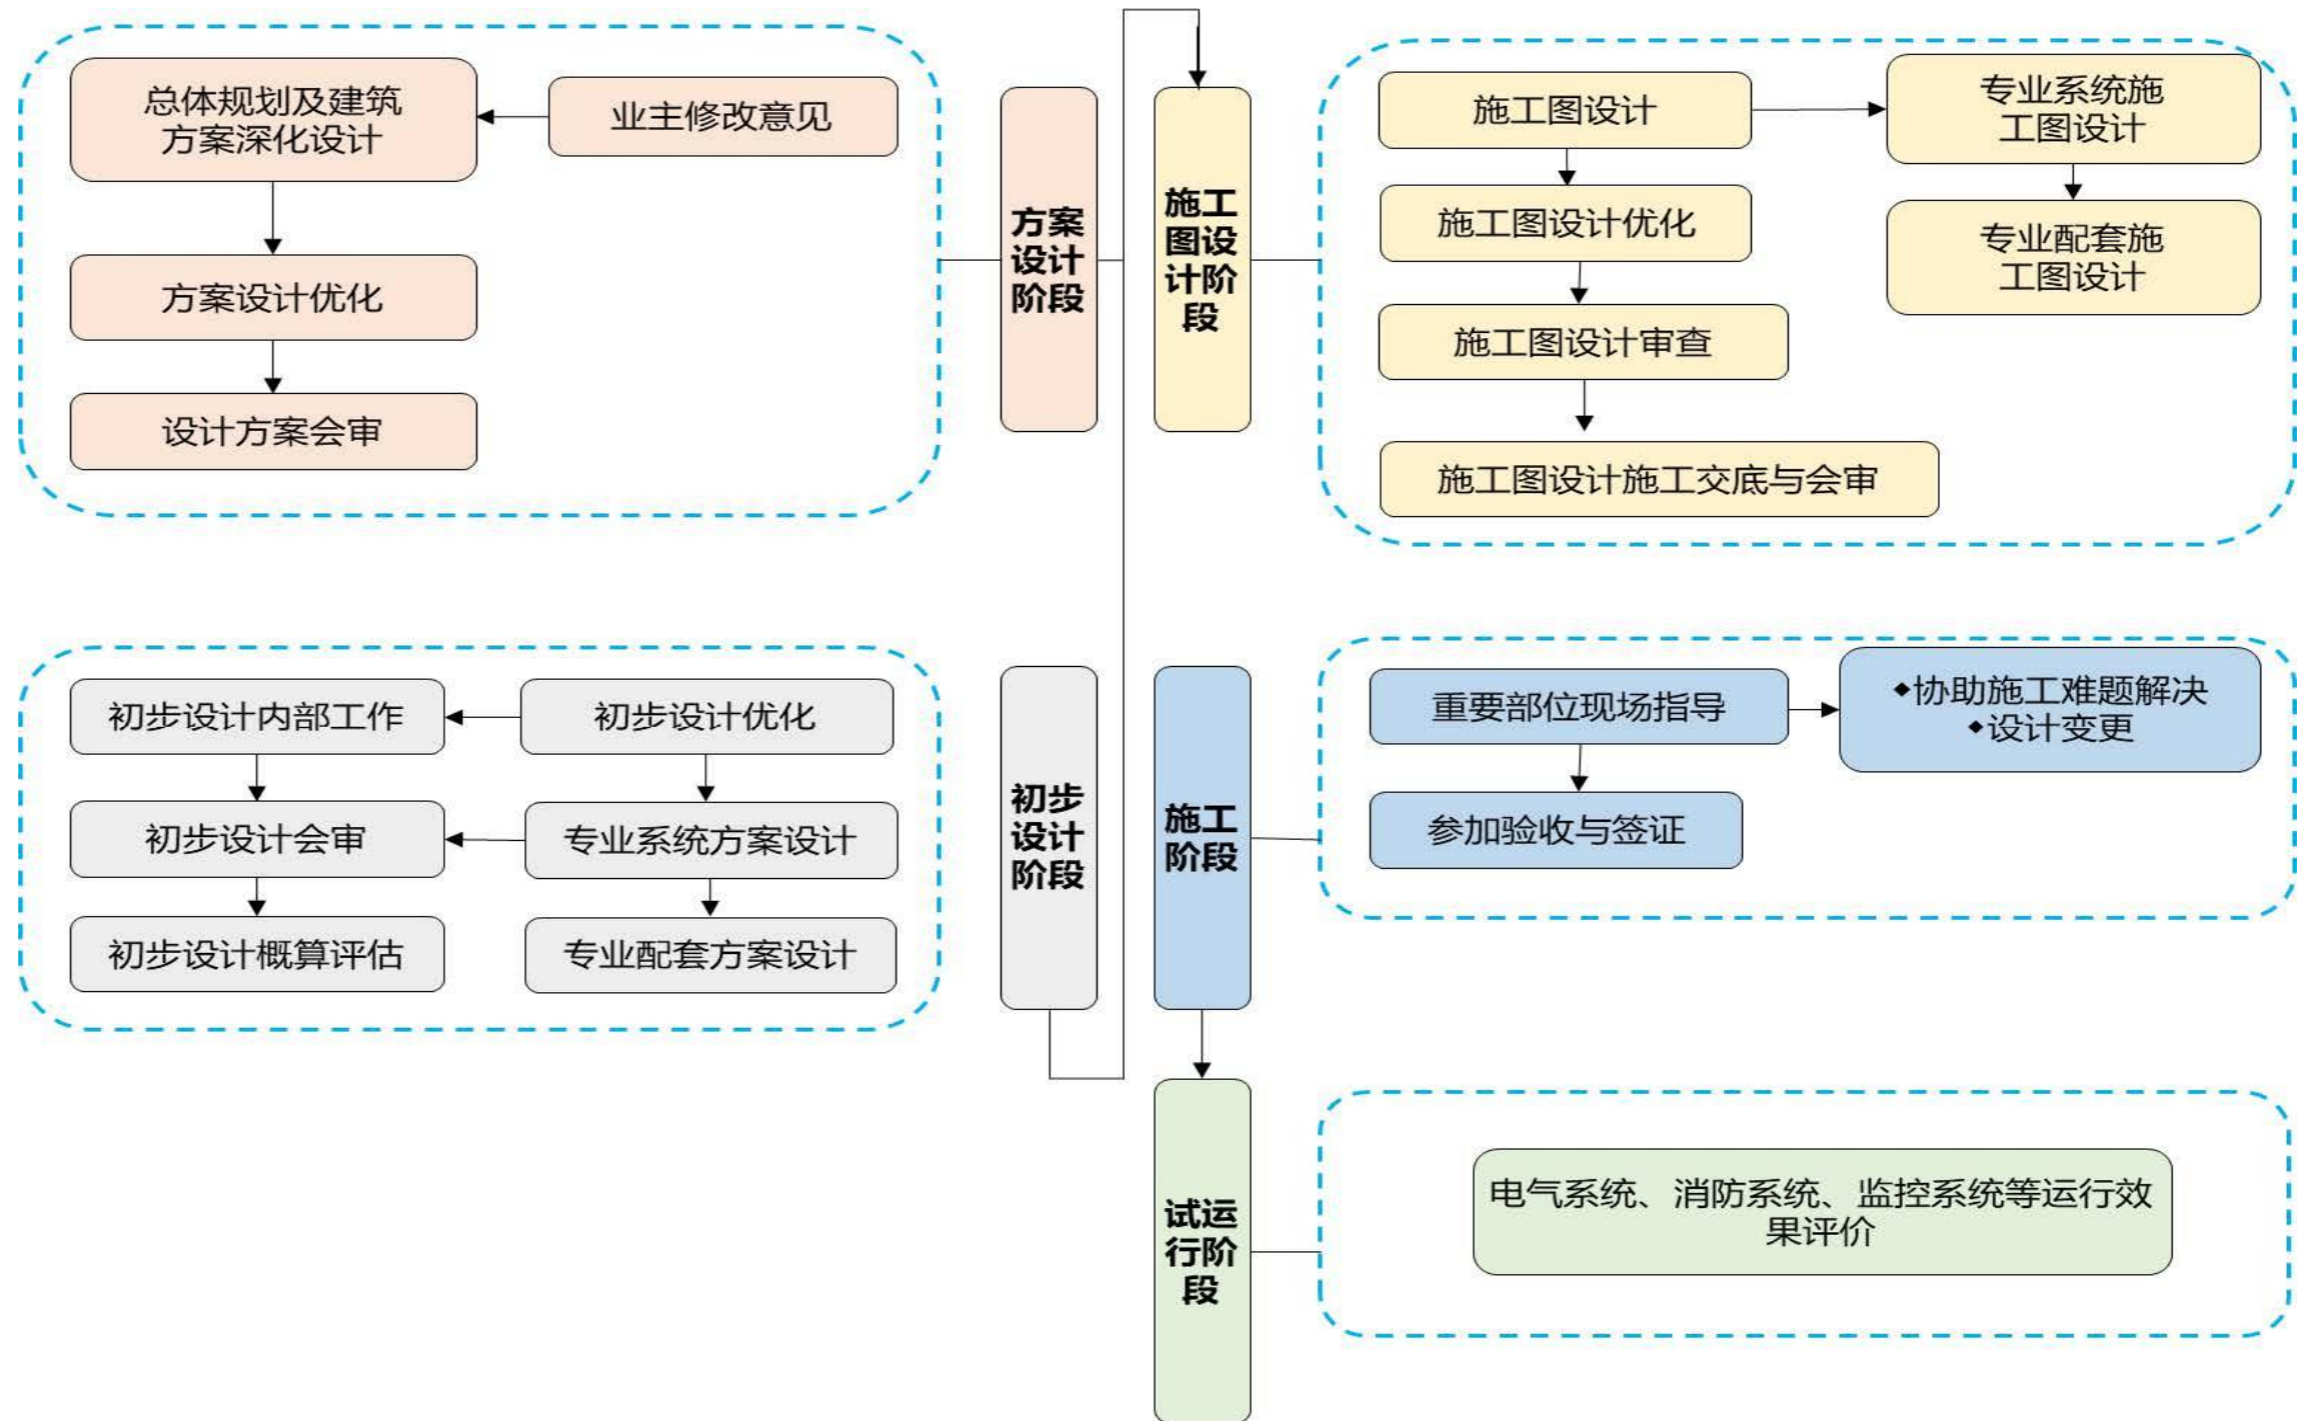 总体规划及建筑
方案深化设计
业主修改意见
方案设计优化
设计方案会审
方案
设计
阶段
施工
图设
计阶
段
施工图设计
专业系统施
工图设计
施工图设计优化
专业配套施
工图设计
施工图设计审查
施工图设计施工交底与会审
初步设计内部工作
初步设计优化
初步设计会审
专业系统方案设计
初步设计概算评估
专业配套方案设计
初步
设计
阶段
施工
阶段
重要部位现场指导
◆协助施工难题解决
◆设计变更
参加验收与签证
试运
行阶
段
电气系统、消防系统、监控系统等运行效
果评价